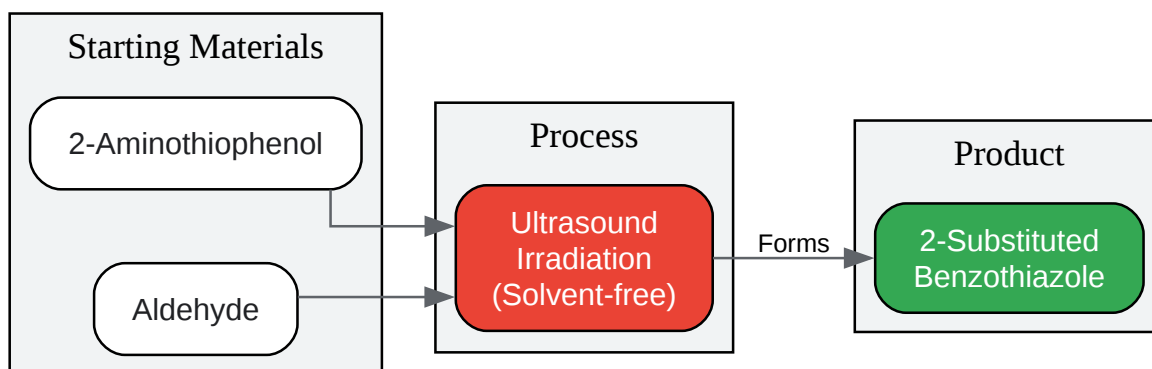 Starting Materials
2-Aminothiophenol
Aldehyde
Process
Ultrasound
Irradiation
(Solvent-free)
Forms
Product
2-Substituted
Benzothiazole